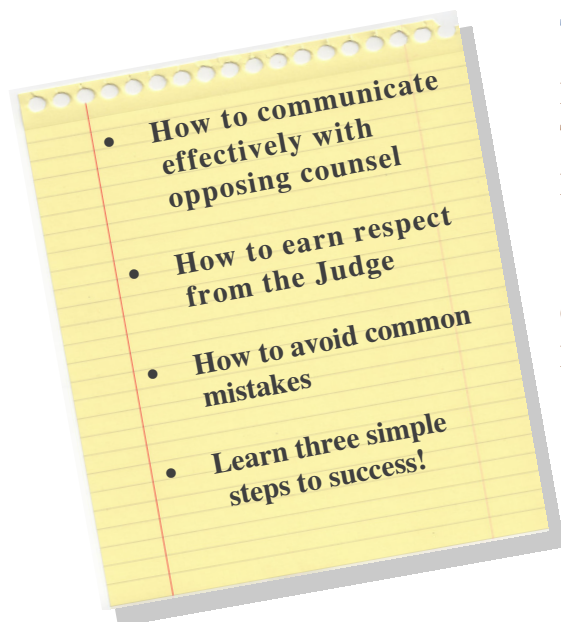 • How to communicate
effectively with
opposing counsel
• How to earn respect
from the Judge
• How to avoid common
mistakes
• Learn three simple
steps to success!